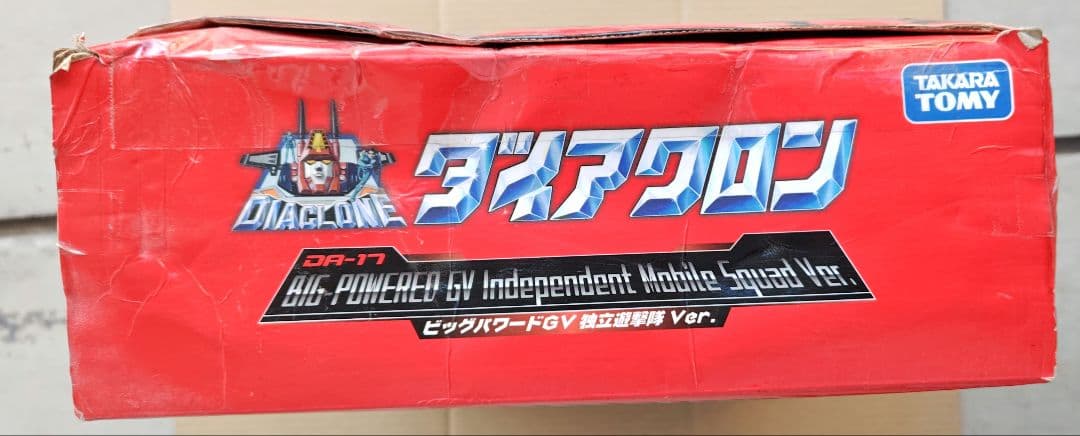 TAKARA
TOMY
DIACLONE
ダイアクロン
DA-17
BIG-POWERED GV Independent Mobile Squad Ver.
ビッグパワードGV 独立遊撃隊 Ver.